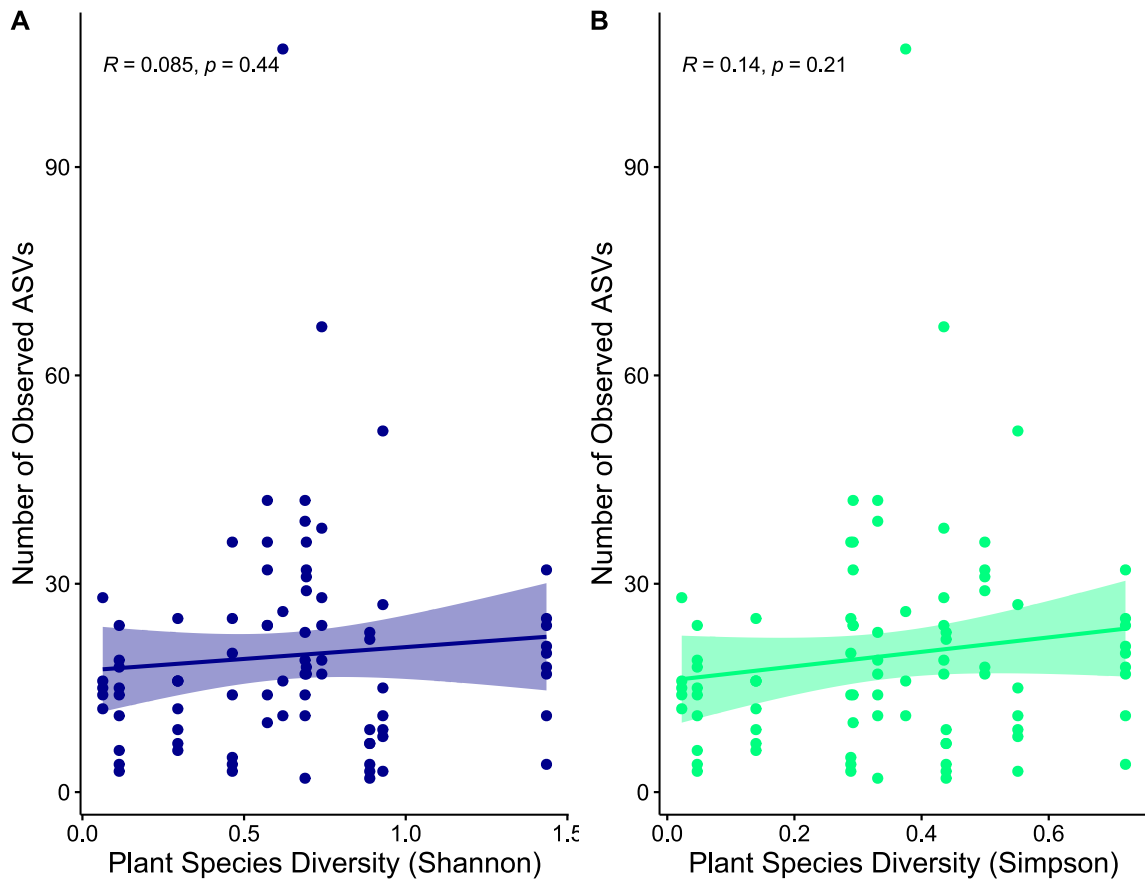 A
R = 0.085, p = 0.44
Number of Observed ASVs
90
60
30
0
0.0
0.5
1.0
1.5
Plant Species Diversity (Shannon)
B
R = 0.14, p = 0.21
Number of Observed ASVs
90
60
30
0
0.0
0.2
0.4
0.6
Plant Species Diversity (Simpson)